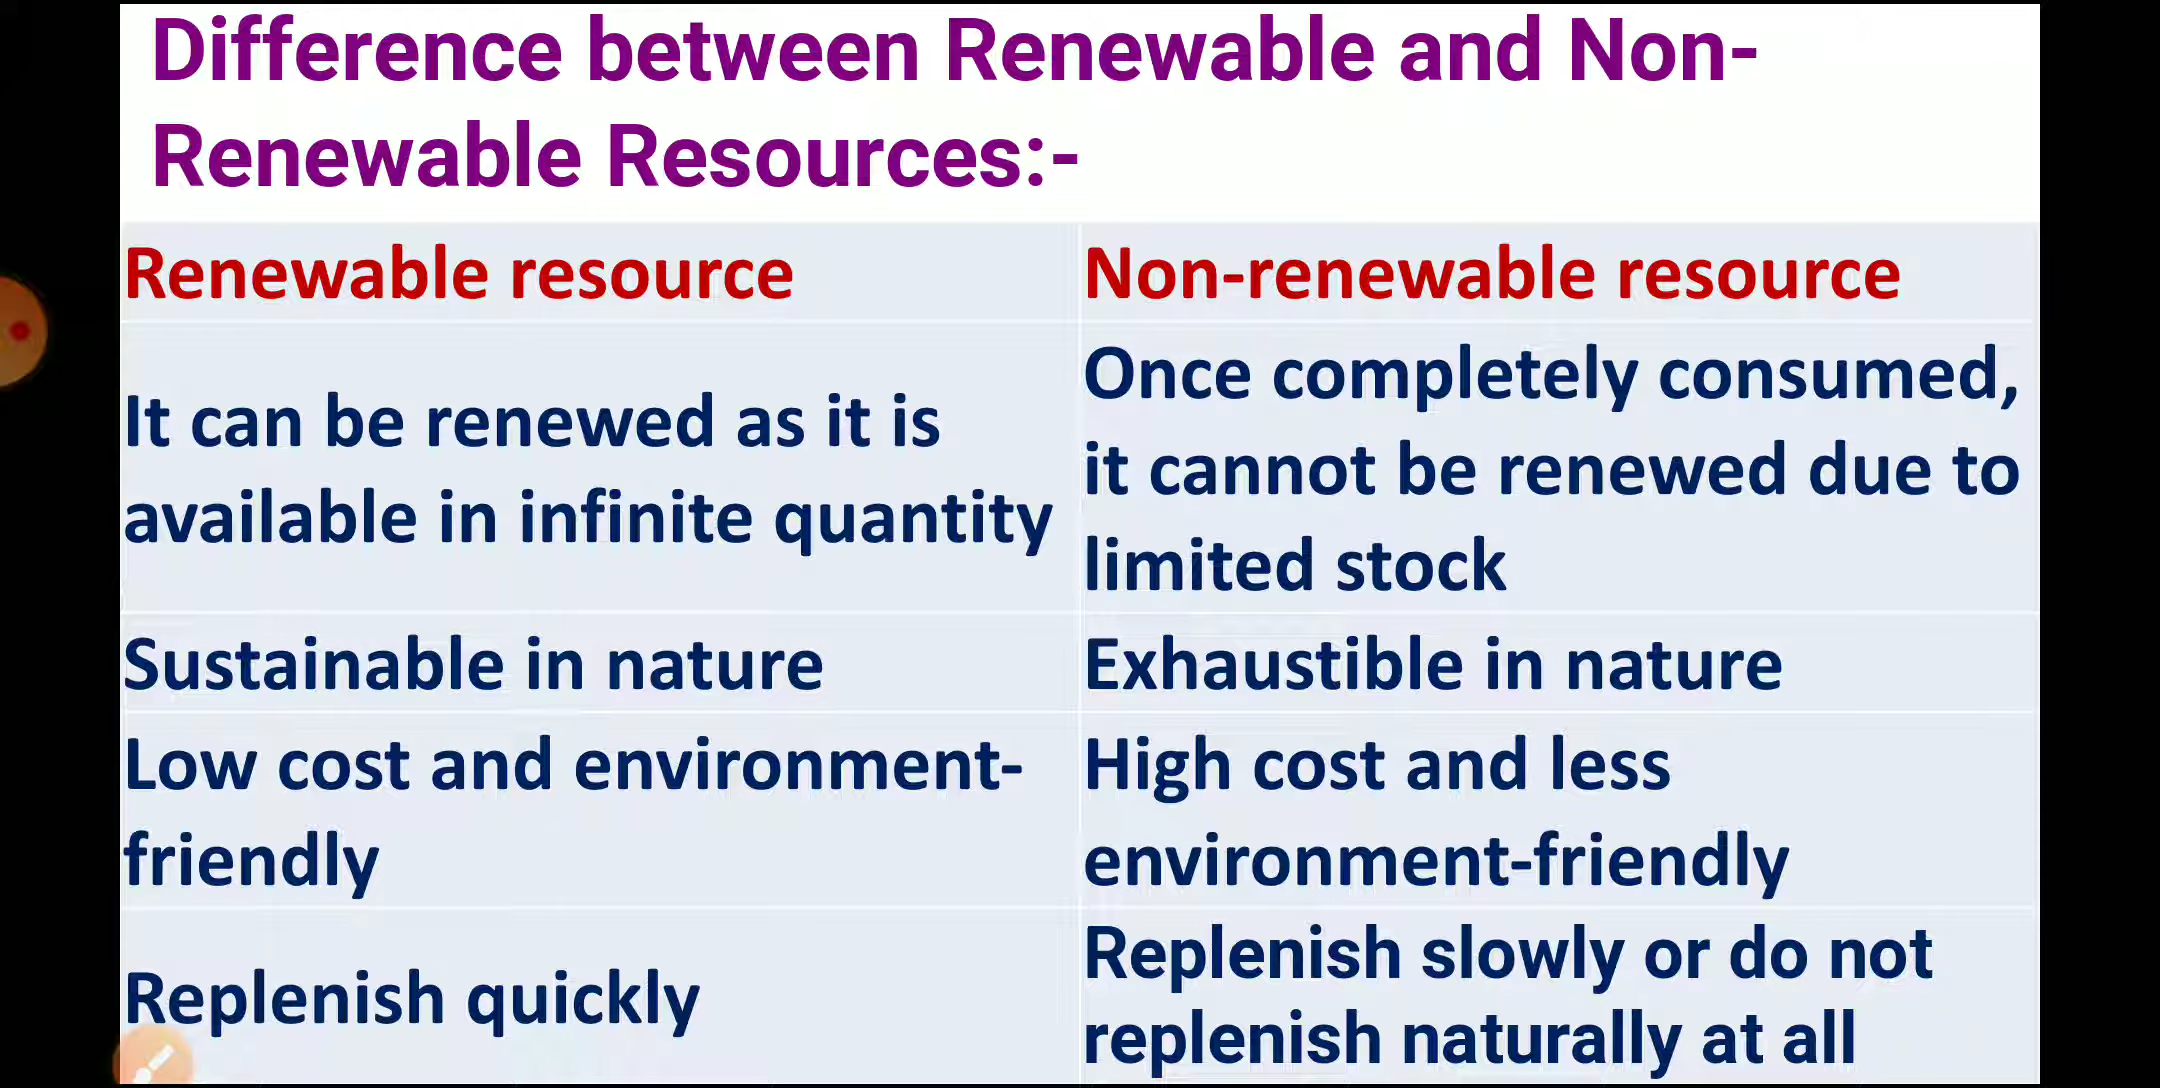 Difference between Renewable and Non-
Renewable Resources:-
Renewable resource
Non-renewable resource
It can be renewed as it is
available in infinite quantity
Once completely consumed,
it cannot be renewed due to
limited stock
Sustainable in nature
Exhaustible in nature
Low cost and environment-
friendly
High cost and less
environment-friendly
Replenish quickly
Replenish slowly or do not
replenish naturally at all